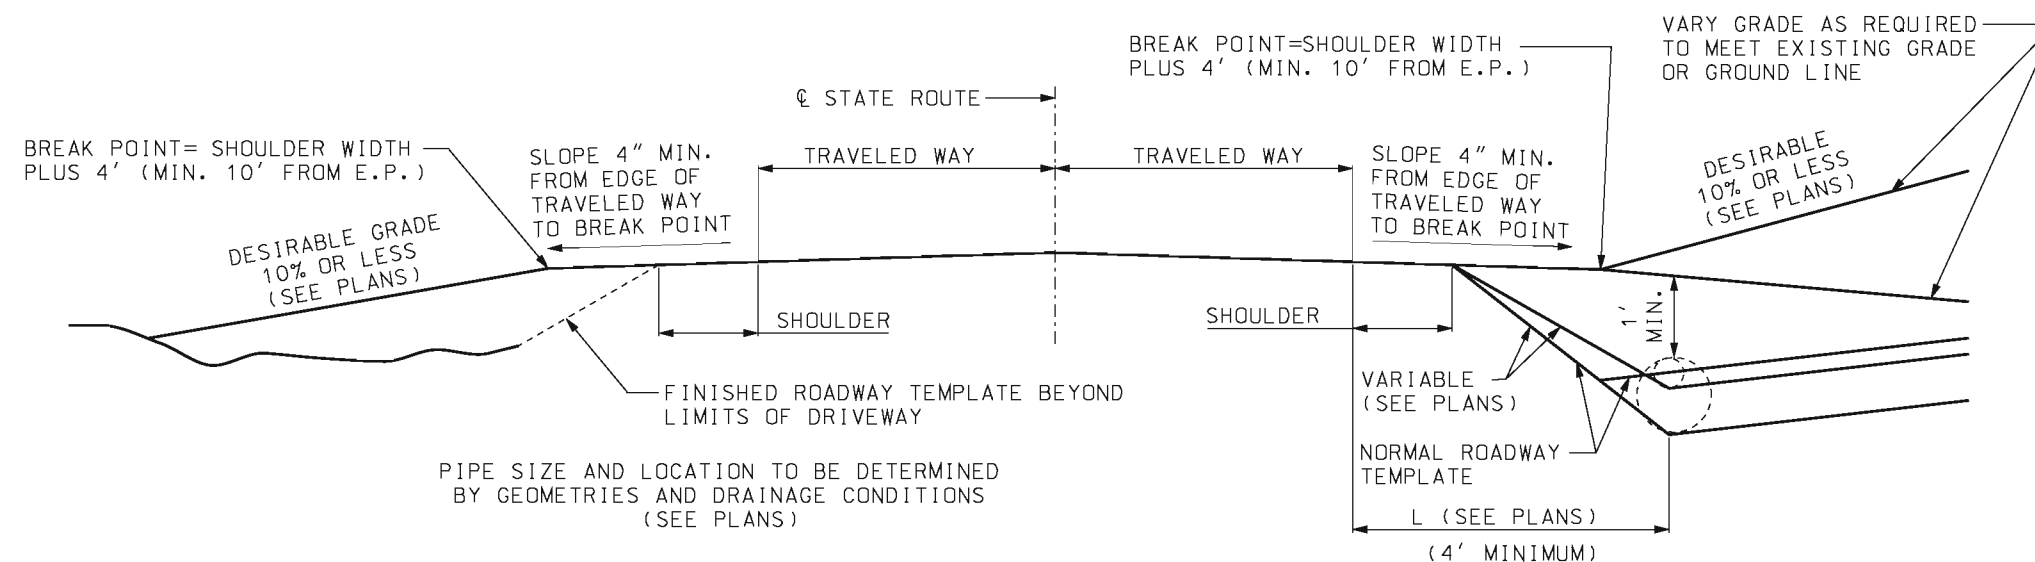 VARY GRADE AS REQUIRED
TO MEET EXISTING GRADE
OR GROUND LINE
BREAK POINT=SHOULDER WIDTH
PLUS 4' (MIN. 10' FROM E.P.)
℄ STATE ROUTE
BREAK POINT= SHOULDER WIDTH
PLUS 4' (MIN. 10' FROM E.P.)
SLOPE 4" MIN.
FROM EDGE OF
TRAVELED WAY
TO BREAK POINT
TRAVELED WAY
TRAVELED WAY
SLOPE 4" MIN.
FROM EDGE OF
TRAVELED WAY
TO BREAK POINT
DESIRABLE
10% OR LESS
(SEE PLANS)
DESIRABLE GRADE
10% OR LESS
(SEE PLANS)
SHOULDER
SHOULDER
1'
MIN.
FINISHED ROADWAY TEMPLATE BEYOND
LIMITS OF DRIVEWAY
VARIABLE
(SEE PLANS)
NORMAL ROADWAY
TEMPLATE
PIPE SIZE AND LOCATION TO BE DETERMINED
BY GEOMETRIES AND DRAINAGE CONDITIONS
(SEE PLANS)
L (SEE PLANS)
(4' MINIMUM)